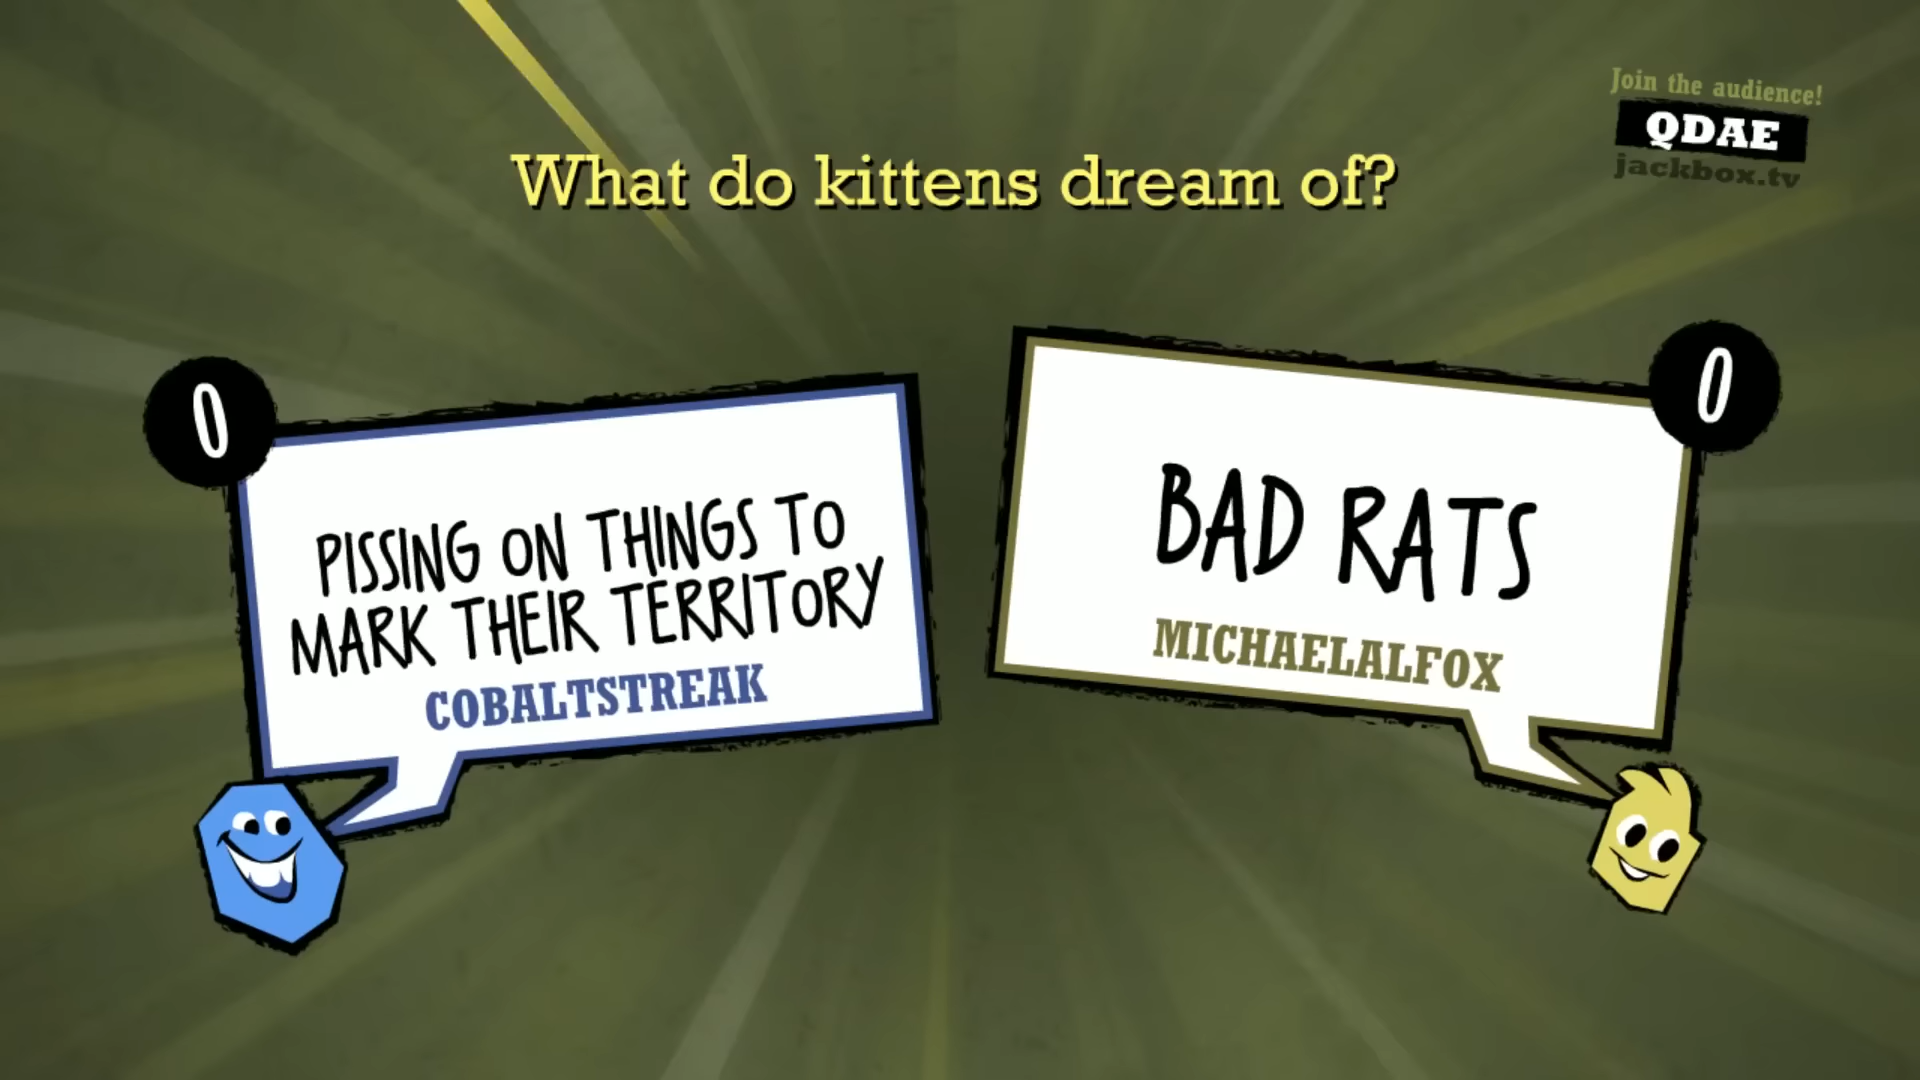 Join the audience!
QDAE
jackbox.tv
What do kittens dream of?
0
PISSING ON THINGS TO
MARK THEIR TERRITORY
COBALTSTREAK
0
BAD RATS
MICHAELALFOX